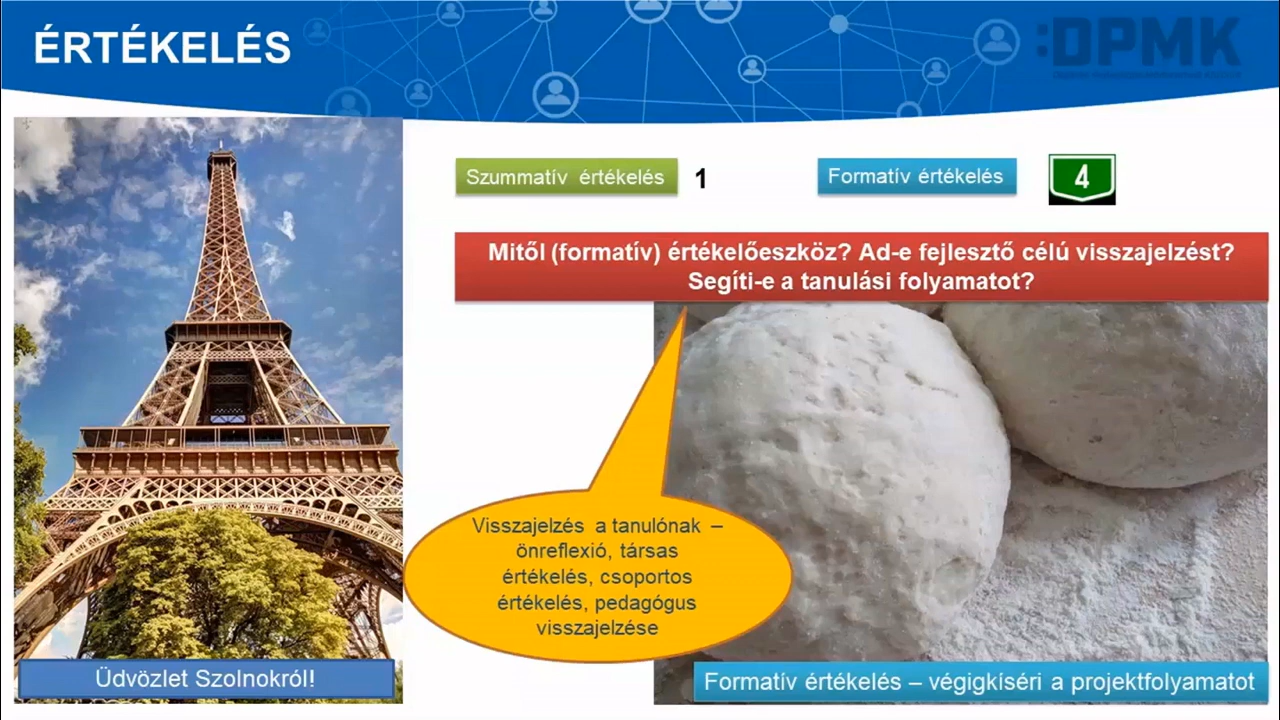 ÉRTÉKELÉS
:DPMK
Szummatív értékelés
1
Formatív értékelés
4
Mitől (formatív) értékelőeszköz? Ad-e fejlesztő célú visszajelzést?
Segíti-e a tanulási folyamatot?
Visszajelzés a tanulónak –
önreflexió, társas
értékelés, csoportos
értékelés, pedagógus
visszajelzése
Üdvözlet Szolnokról!
Formatív értékelés – végigkíséri a projektfolyamatot